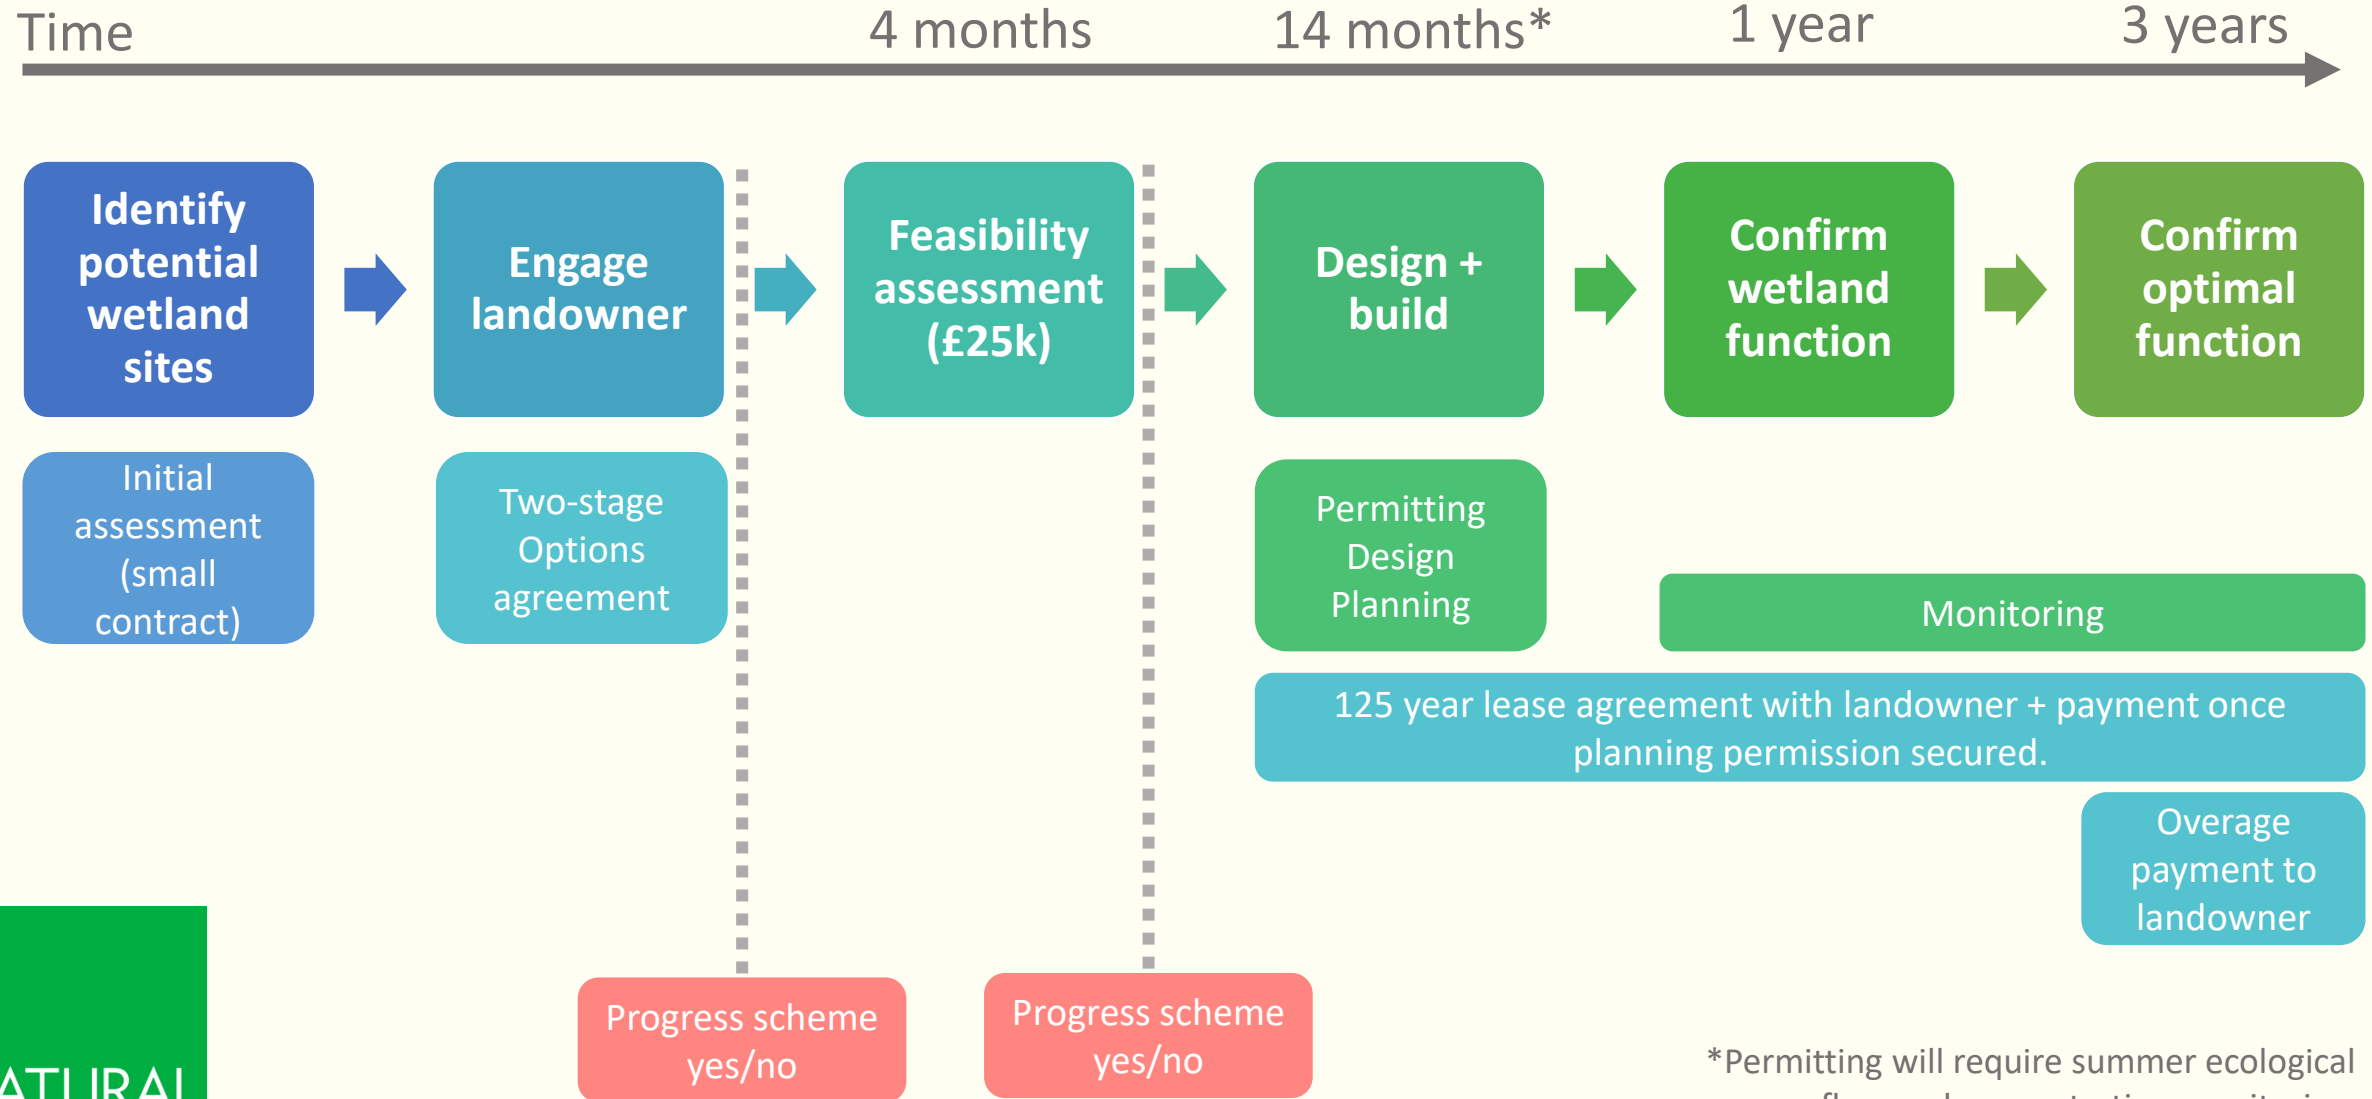 Time
4 months
14 months*
1 year
3 years
Identify
potential
wetland
sites
Engage
landowner
Feasibility
assessment
(£25k)
Design +
build
Confirm
wetland
function
Confirm
optimal
function
Initial
assessment
(small
contract)
Two-stage
Options
agreement
Permitting
Design
Planning
Monitoring
125 year lease agreement with landowner + payment once
planning permission secured.
Overage
payment to
landowner
Progress scheme
yes/no
Progress scheme
yes/no
*Permitting will require summer ecological